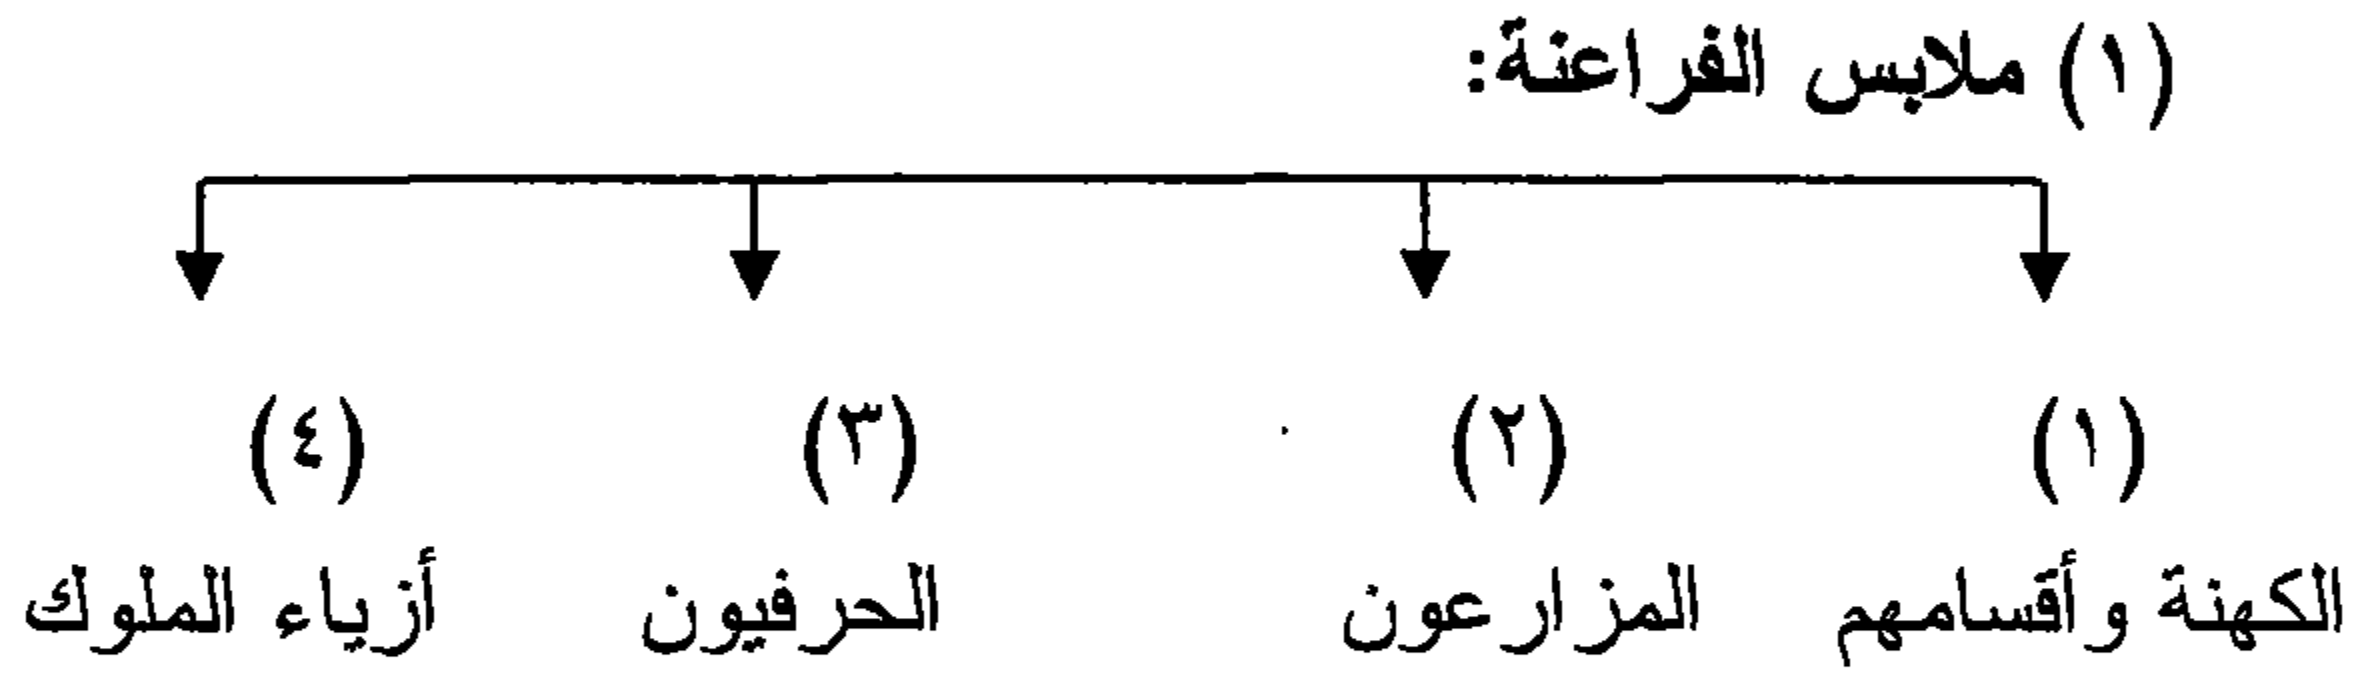 (١) ملابس الفراعنة:
(١) (٢) (٣) (٤)
الكهنة وأقسامهم المزارعون الحرفيون أزياء الملوك